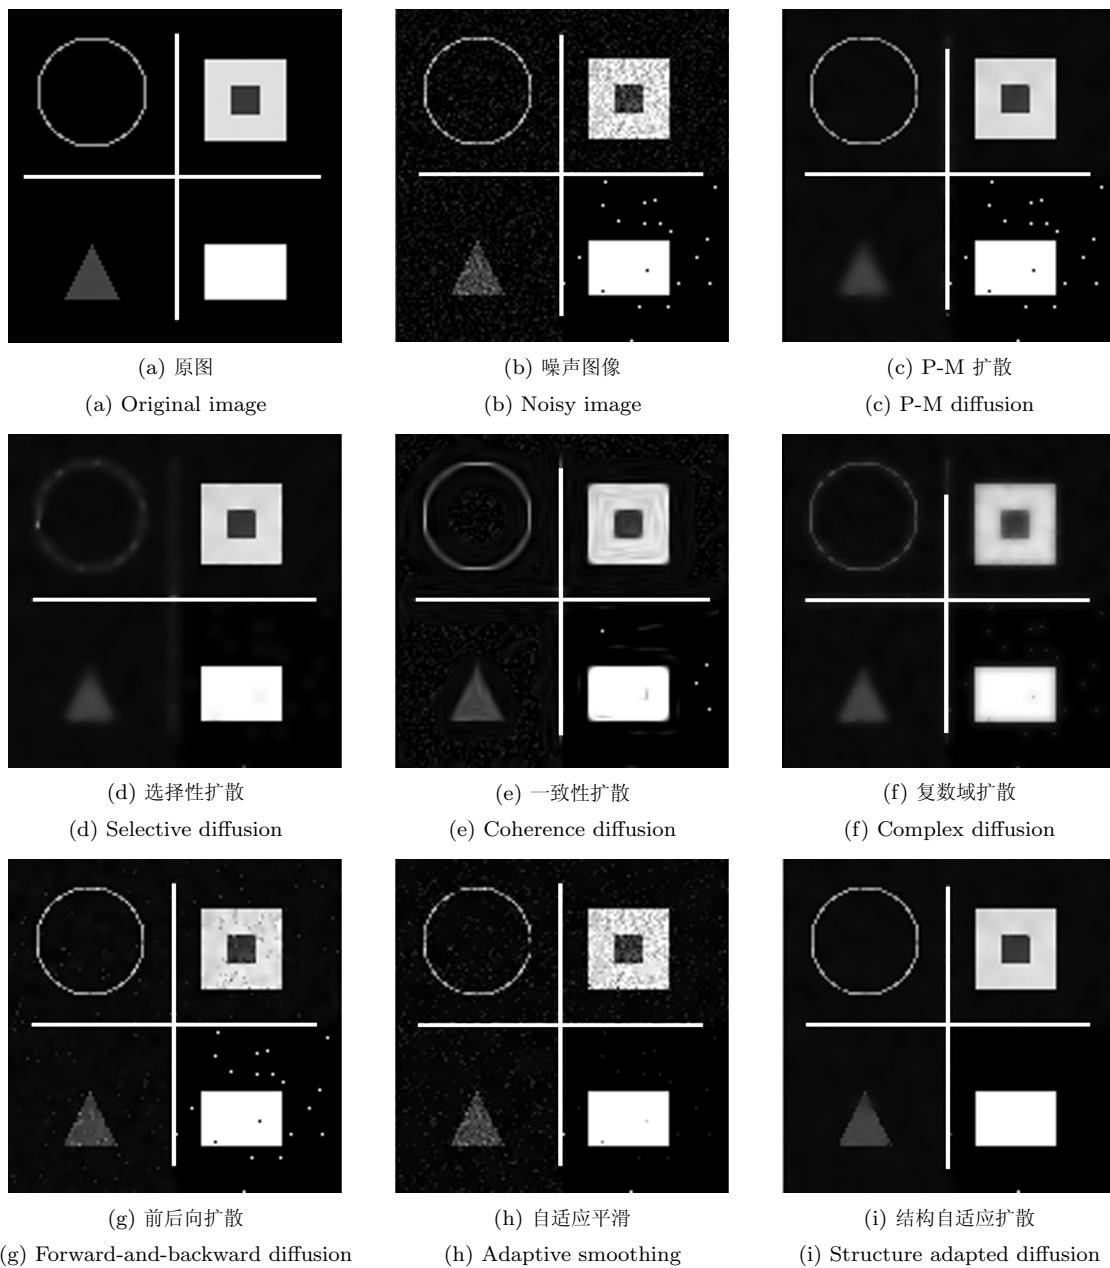 (a) 原图
(b) 噪声图像
(c) P-M 扩散
(a) Original image
(b) Noisy image
(c) P-M diffusion
(d) 选择性扩散
(e) 一致性扩散
(f) 复数域扩散
(d) Selective diffusion
(e) Coherence diffusion
(f) Complex diffusion
(g) 前后向扩散
(h) 自适应平滑
(i) 结构自适应扩散
(g) Forward-and-backward diffusion
(h) Adaptive smoothing
(i) Structure adapted diffusion